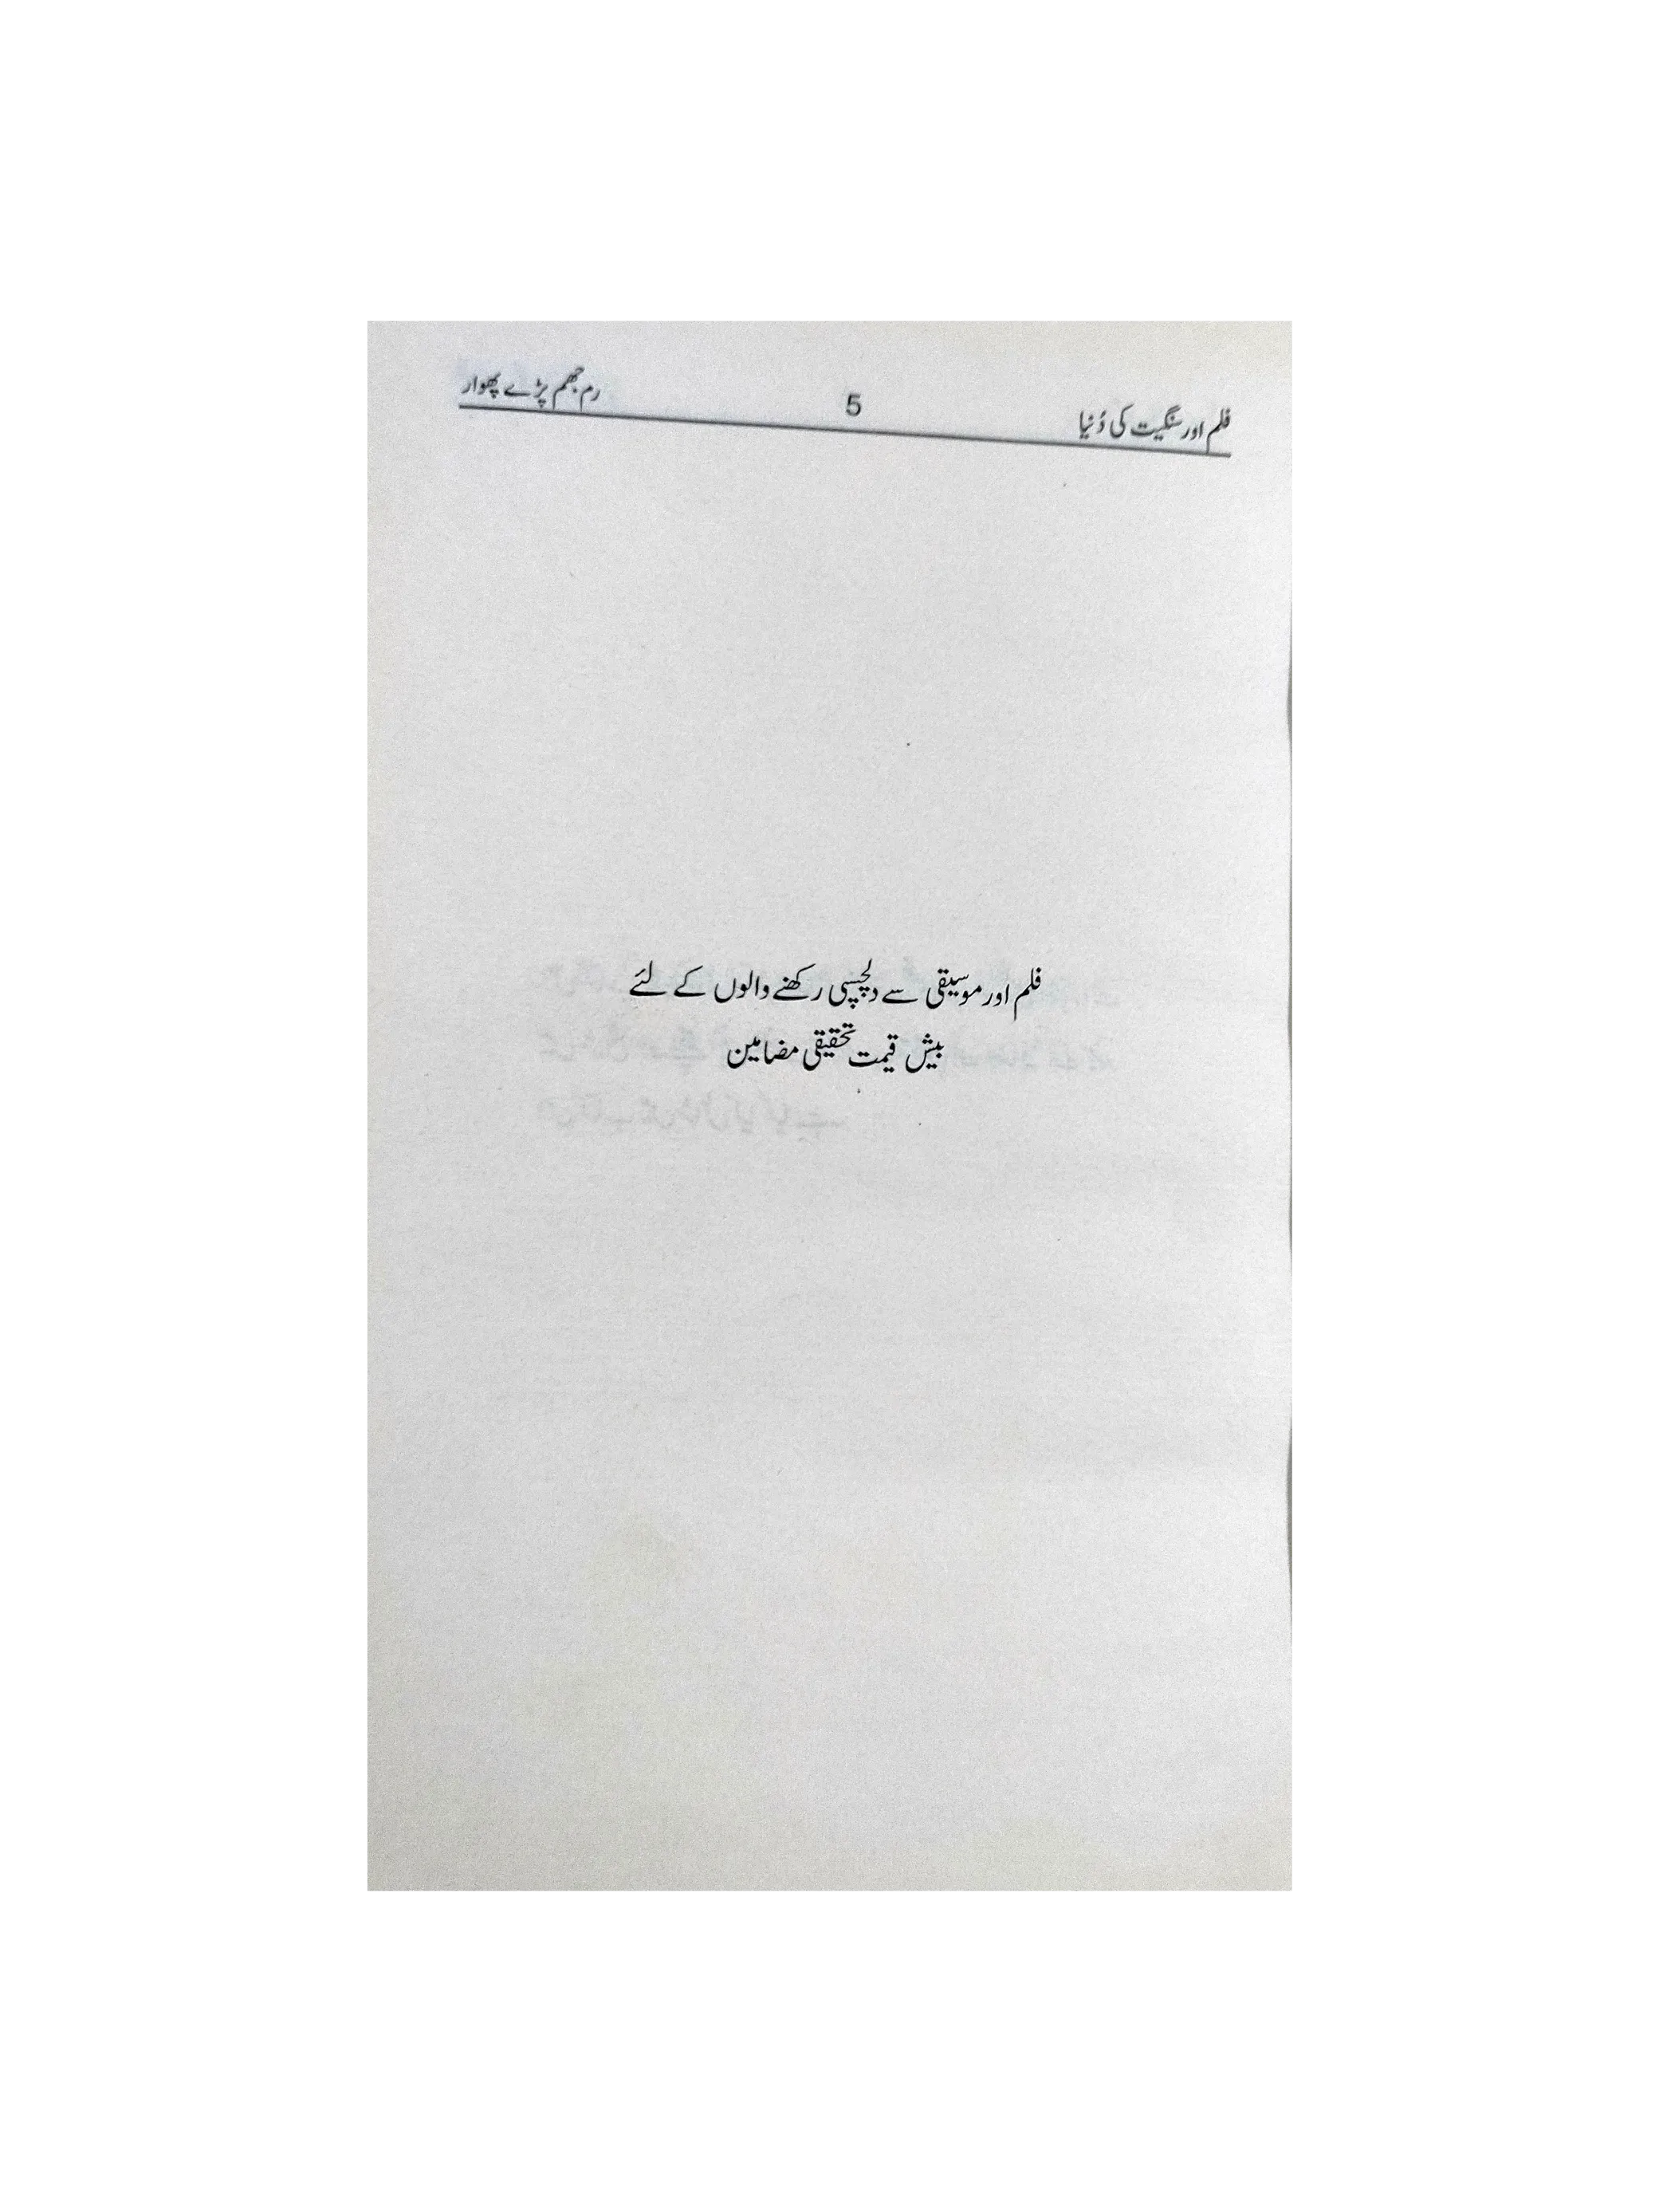 فلم اور سنگیت کی دُنیا 5 رم جھم پڑے پھوار
فلم اور موسیقی سے دلچسپی رکھنے والوں کے لئے
بیش قیمت تحقیقی مضامین